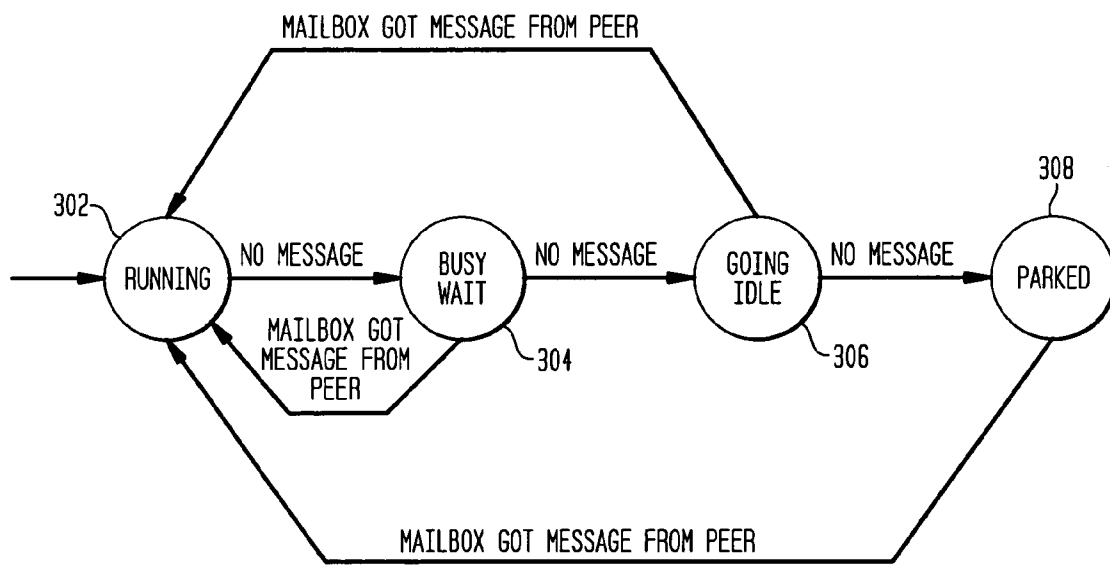 MAILBOX GOT MESSAGE FROM PEER
308
302
RUNNING
NO MESSAGE
BUSY
WAIT
NO MESSAGE
GOING
IDLE
NO MESSAGE
PARKED
MAILBOX GOT
MESSAGE FROM
PEER
304
306
MAILBOX GOT MESSAGE FROM PEER